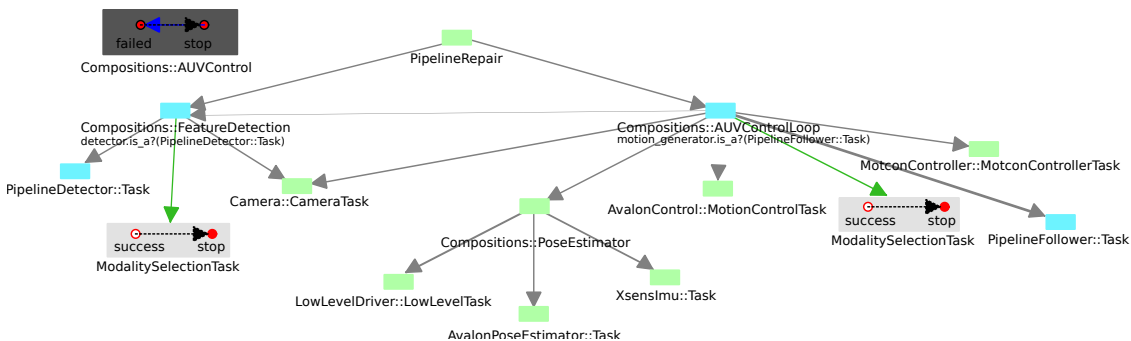 failed stop
Compositions::AUVControl
PipelineRepair
Compositions::FeatureDetection
detector.is_a?(PipelineDetector::Task)
Compositions::AUVControlLoop
motion_generator.is_a?(PipelineFollower::Task)
MotconController::MotconControllerTask
PipelineDetector::Task
Camera::CameraTask
AvalonControl::MotionControlTask
success stop
ModalitySelectionTask
success stop
ModalitySelectionTask
PipelineFollower::Task
Compositions::PoseEstimator
LowLevelDriver::LowLevelTask
XsensImu::Task
AvalonPoseEstimator::Task